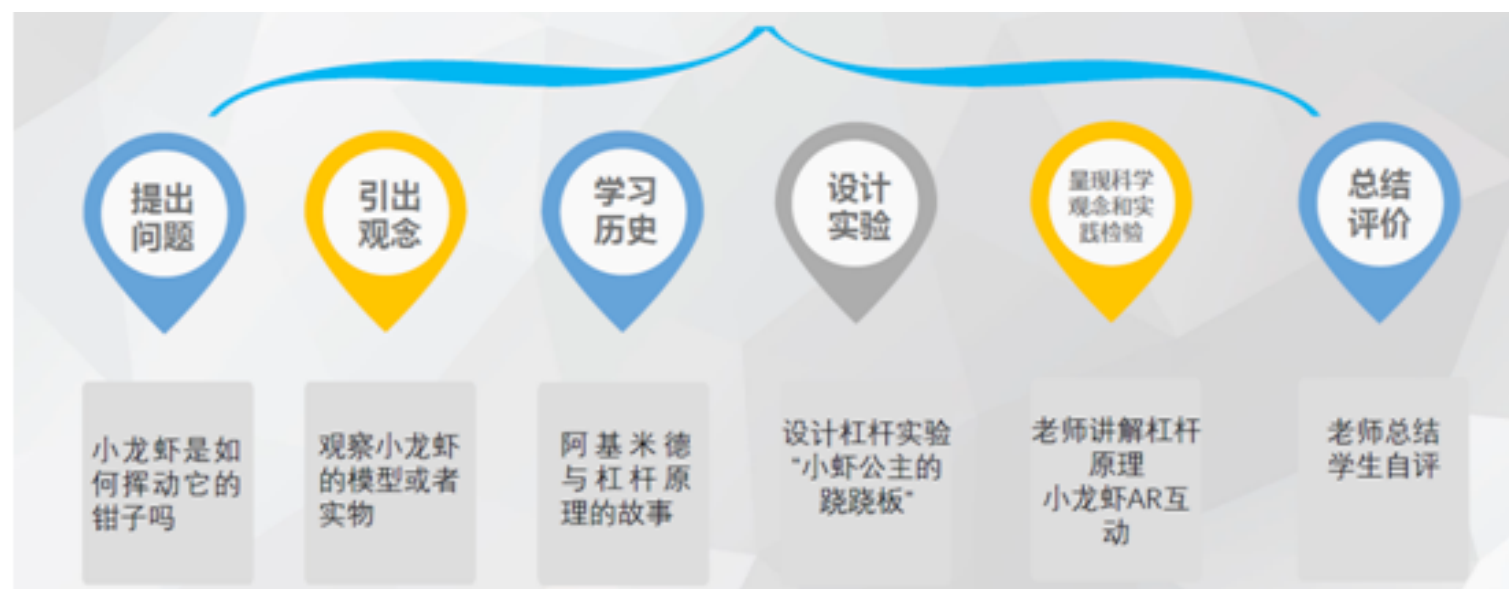 提出
问题
引出
观念
学习
历史
设计
实验
呈现科学
观念和实
践检验
总结
评价
小龙虾是如
何挥动它的
钳子吗
观察小龙虾
的模型或者
实物
阿基米德
与杠杆原
理的故事
设计杠杆实验
"小虾公主的
跷跷板"
老师讲解杠杆
原理
小龙虾AR互
动
老师总结
学生自评